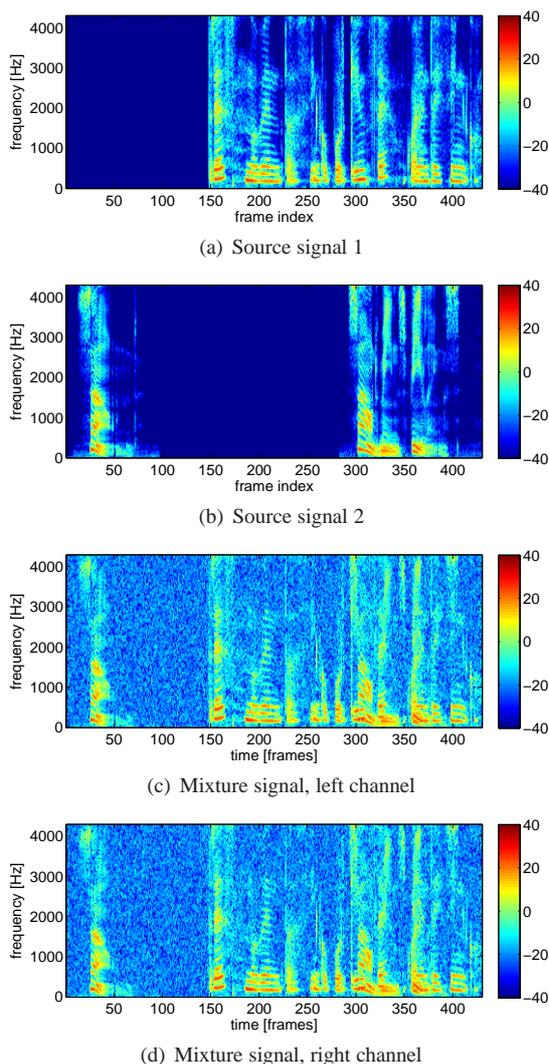 4000
3000
2000
1000
0
frequency [Hz]
50 100 150 200 250 300 350 400
frame index
40
20
0
−20
−40
(a) Source signal 1
4000
3000
2000
1000
0
frequency [Hz]
50 100 150 200 250 300 350 400
frame index
40
20
0
−20
−40
(b) Source signal 2
4000
3000
2000
1000
0
frequency [Hz]
50 100 150 200 250 300 350 400
time [frames]
40
20
0
−20
−40
(c) Mixture signal, left channel
4000
3000
2000
1000
0
frequency [Hz]
50 100 150 200 250 300 350 400
time [frames]
40
20
0
−20
−40
(d) Mixture signal, right channel